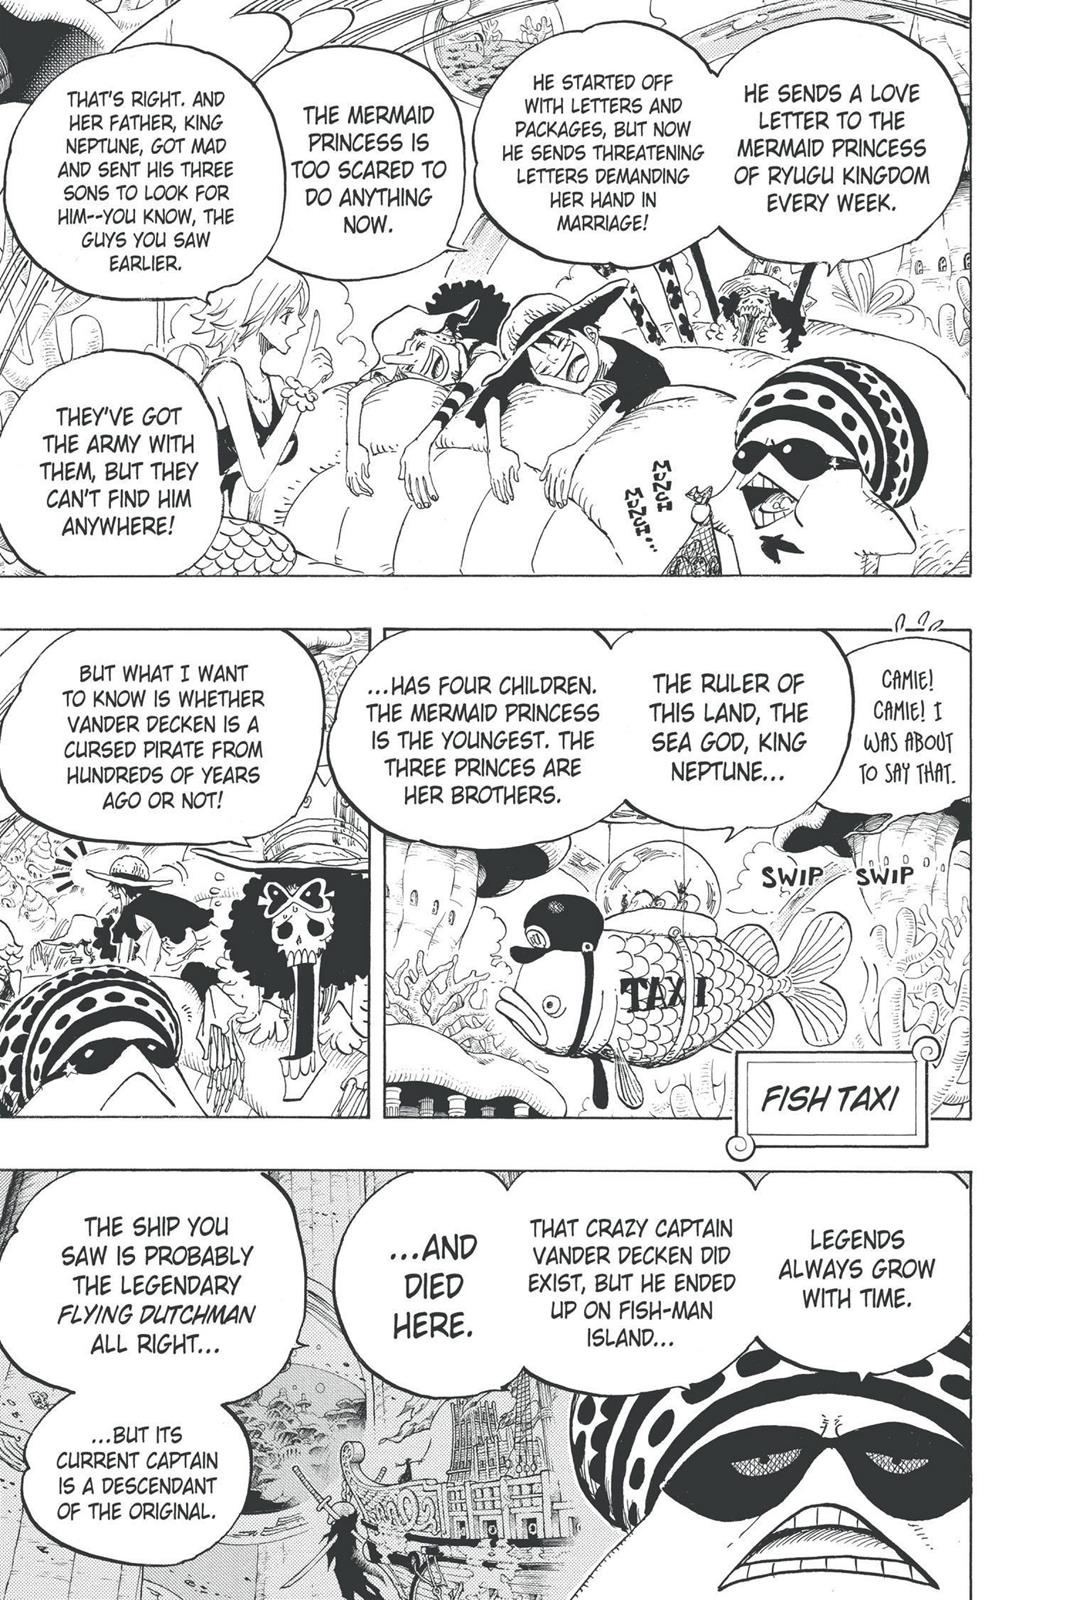 HE SENDS A LOVE
LETTER TO THE
MERMAID PRINCESS
OF RYUGU KINGDOM
EVERY WEEK.
HE STARTED OFF
WITH LETTERS AND
PACKAGES, BUT NOW
HE SENDS THREATENING
LETTERS DEMANDING
HER HAND IN
MARRIAGE!
THE MERMAID
PRINCESS IS
TOO SCARED TO
DO ANYTHING
NOW.
THAT'S RIGHT. AND
HER FATHER, KING
NEPTUNE, GOT MAD
AND SENT HIS THREE
SONS TO LOOK FOR
HIM--YOU KNOW, THE
GUYS YOU SAW
EARLIER.
THEY'VE GOT
THE ARMY WITH
THEM, BUT THEY
CAN'T FIND HIM
ANYWHERE!
MUNCH
MUNCH...
CAMIE!
CAMIE! I
WAS ABOUT
TO SAY THAT.
THE RULER OF
THIS LAND, THE
SEA GOD, KING
NEPTUNE...
...HAS FOUR CHILDREN.
THE MERMAID PRINCESS
IS THE YOUNGEST. THE
THREE PRINCES ARE
HER BROTHERS.
SWIP
SWIP
TAXI
FISH TAXI
BUT WHAT I WANT
TO KNOW IS WHETHER
VANDER DECKEN IS A
CURSED PIRATE FROM
HUNDREDS OF YEARS
AGO OR NOT!
LEGENDS
ALWAYS GROW
WITH TIME.
THAT CRAZY CAPTAIN
VANDER DECKEN DID
EXIST, BUT HE ENDED
UP ON FISH-MAN
ISLAND...
...AND
DIED
HERE.
THE SHIP YOU
SAW IS PROBABLY
THE LEGENDARY
FLYING DUTCHMAN
ALL RIGHT...
...BUT ITS
CURRENT CAPTAIN
IS A DESCENDANT
OF THE ORIGINAL.